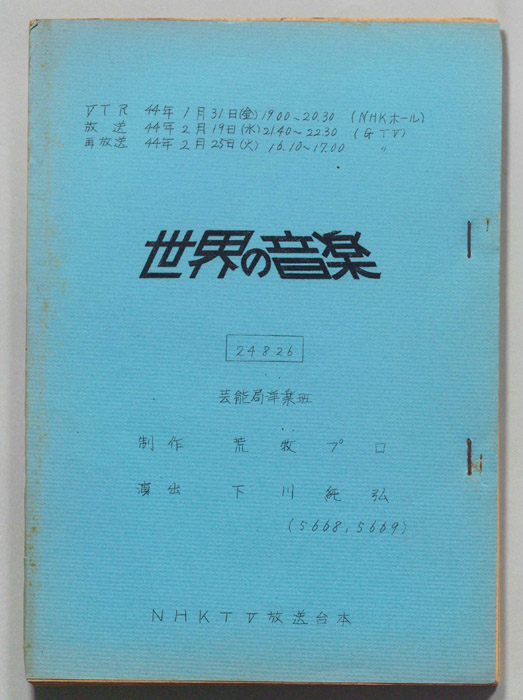 VTR 44年 1月31日(金)1900~20.30 (NHKホール)
放送 44年2月19日(水)21.40~22.30 (GTV)
再放送 44年2月25日(火) 16.10~17.00 〃
世界の音楽
24826
芸能局洋楽班
制作 荒牧プロ
演出 下川純弘
(5668,5669)
NHKTV放送台本